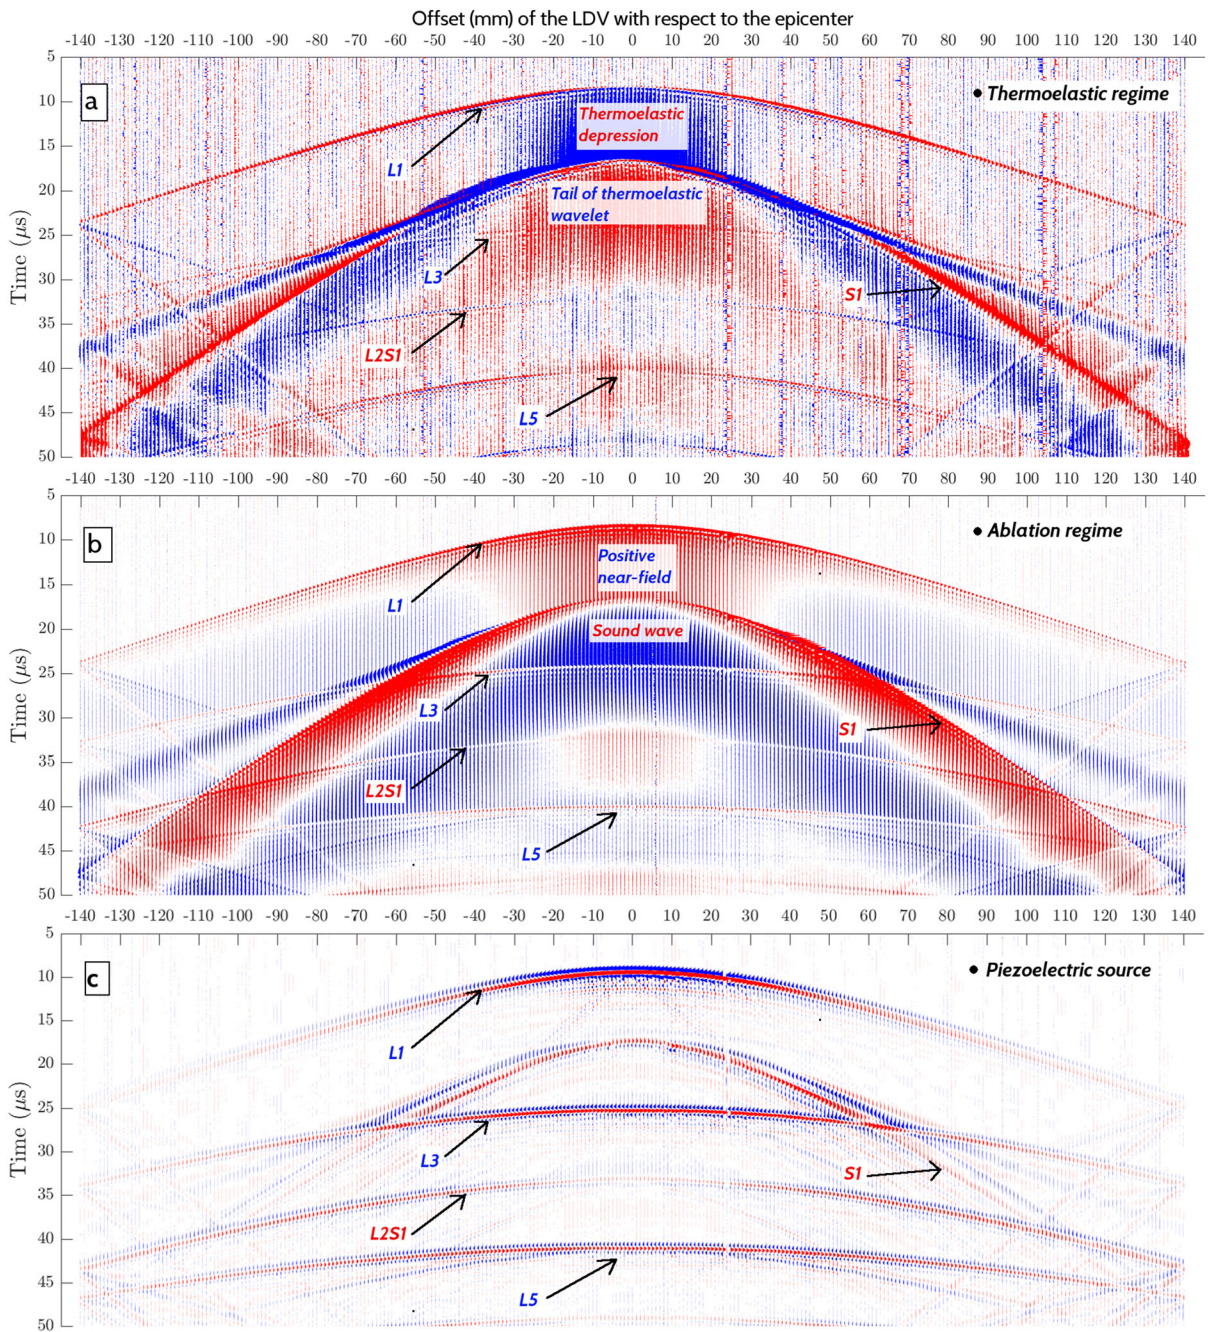 Offset (mm) of the LDV with respect to the epicenter
-140 -130 -120 -110 -100 -90 -80 -70 -60 -50 -40 -30 -20 -10 0 10 20 30 40 50 60 70 80 90 100 110 120 130 140
5
a
• Thermoelastic regime
10
Thermoelastic
depression
15
L1
20
Tail of thermoelastic
wavelet
Time (μs)
25
L3
30
S1
35
L2S1
40
45
L5
50
-140 -130 -120 -110 -100 -90 -80 -70 -60 -50 -40 -30 -20 -10 0 10 20 30 40 50 60 70 80 90 100 110 120 130 140
5
b
• Ablation regime
10
Positive
near-field
15
L1
20
Sound wave
Time (μs)
25
L3
30
S1
35
L2S1
40
45
L5
50
-140 -130 -120 -110 -100 -90 -80 -70 -60 -50 -40 -30 -20 -10 0 10 20 30 40 50 60 70 80 90 100 110 120 130 140
5
c
• Piezoelectric source
10
15
L1
20
Time (μs)
25
30
L3
S1
35
L2S1
40
45
L5
50